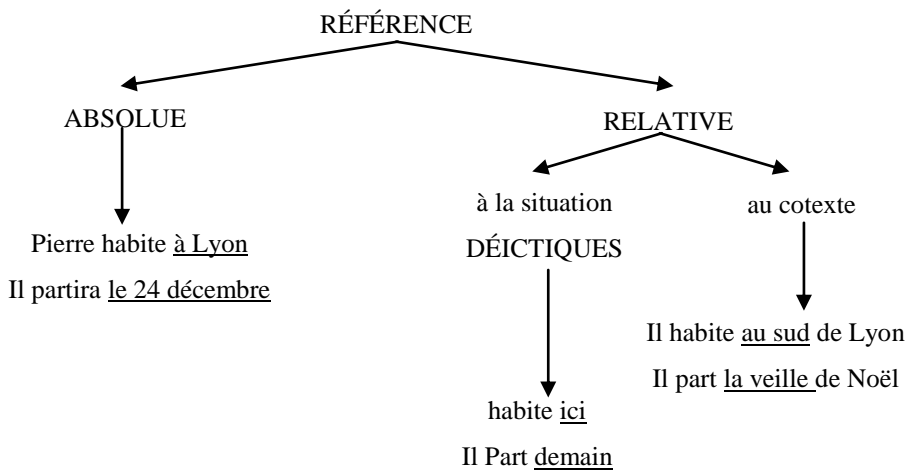 RÉFÉRENCE
ABSOLUE
RELATIVE
à la situation
DÉICTIQUES
au cotexte
Pierre habite à Lyon
Il partira le 24 décembre
Il habite au sud de Lyon
Il part la veille de Noël
habite ici
Il Part demain